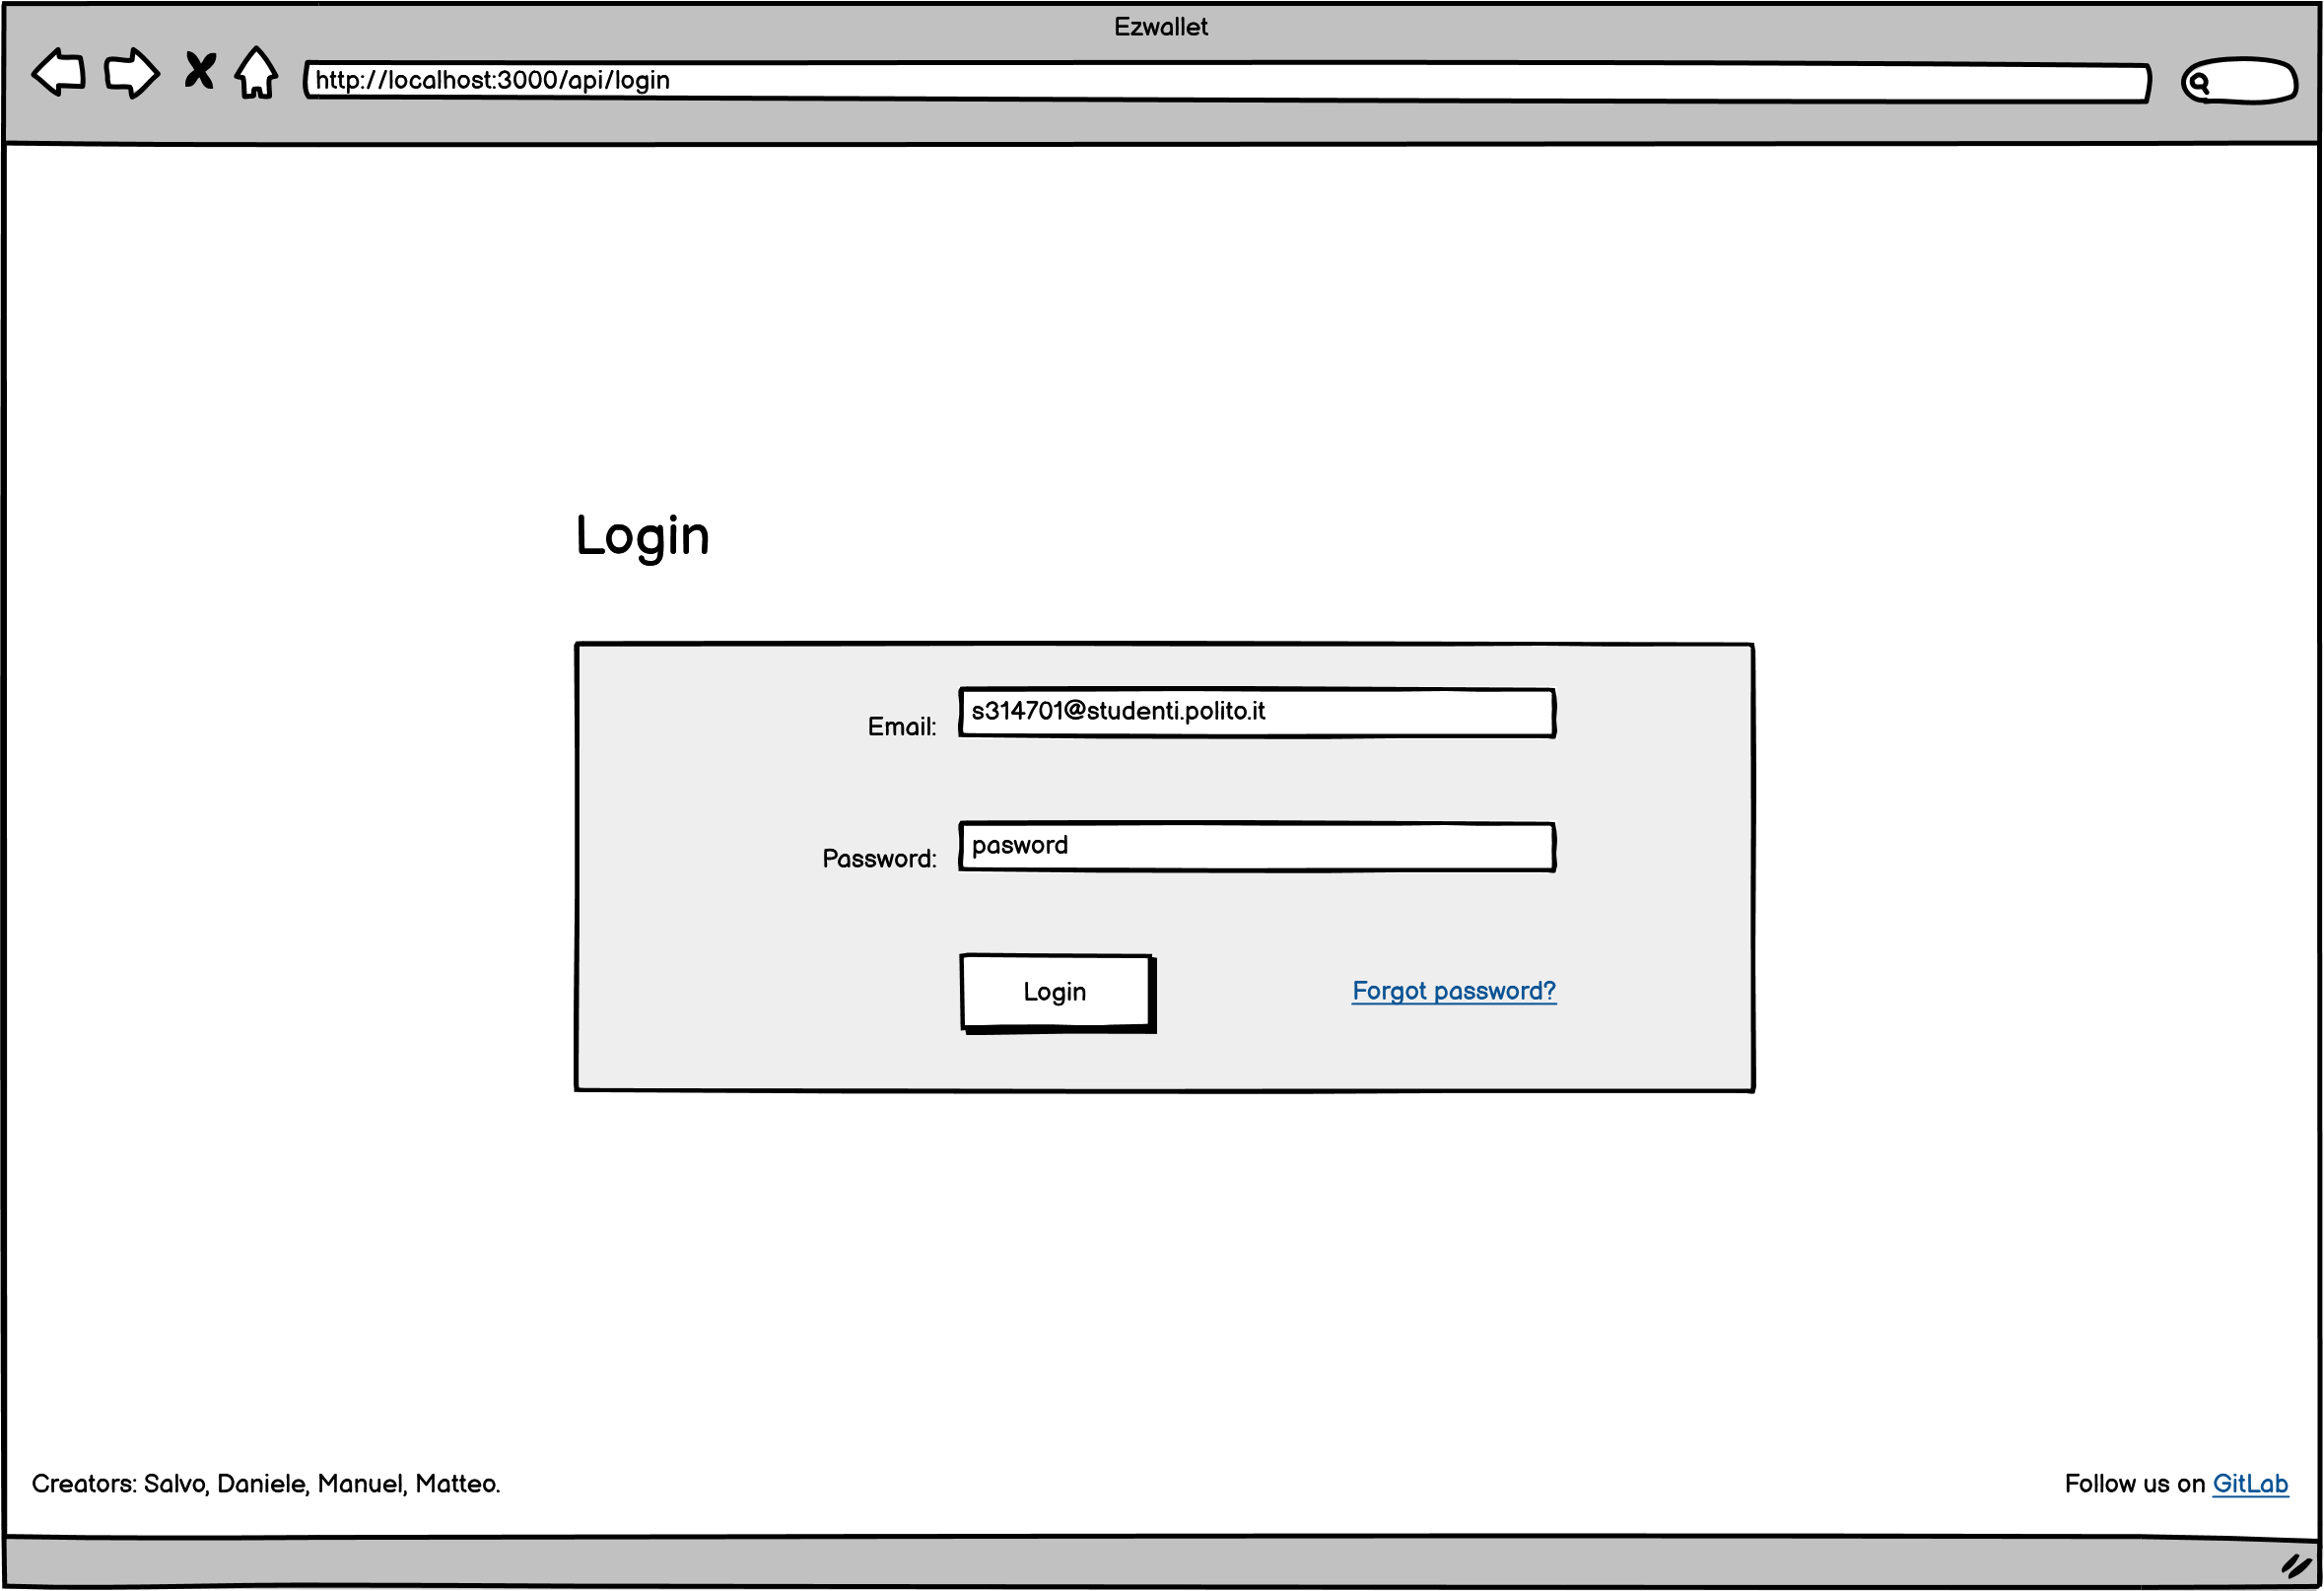 Ezwallet
http://localhost:3000/api/login
Login
Email:
s314701@studenti.polito.it
Password:
pasword
Login
Forgot password?
Creators: Salvo, Daniele, Manuel, Matteo.
Follow us on GitLab